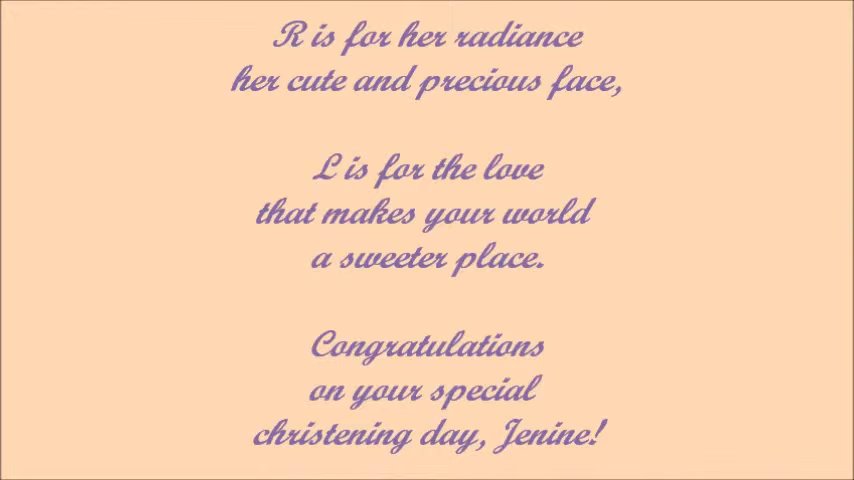 R is for her radiance
her cute and precious face,
L is for the love
that makes your world
a sweeter place.
Congratulations
on your special
christening day, Jenine!